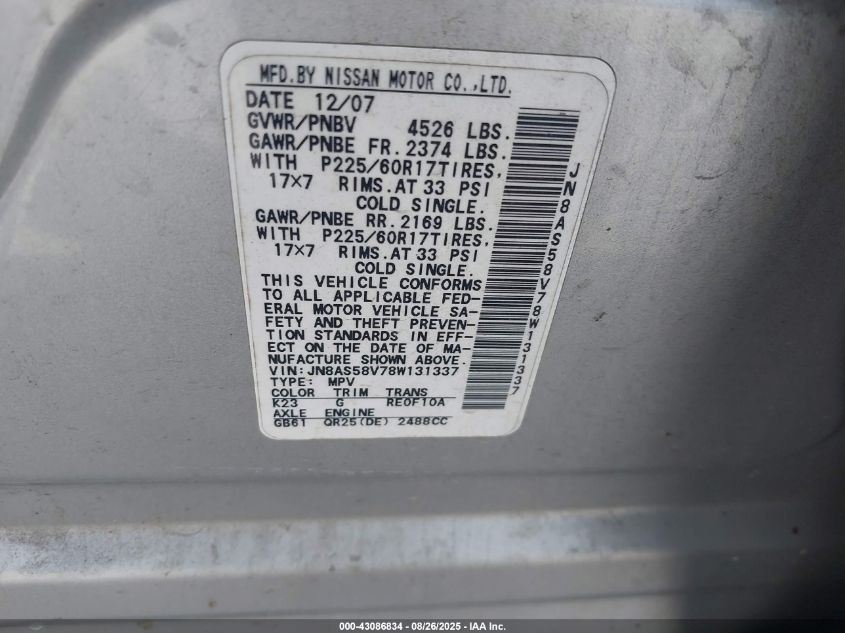 MFD.BY NISSAN MOTOR CO.,LTD.
DATE 12/07
GVWR/PNBV 4526 LBS.
GAWR/PNBE FR. 2374 LBS.
WITH P225/60R17TIRES,
17×7 RIMS.AT 33 PSI
COLD SINGLE.
GAWR/PNBE RR. 2169 LBS.
WITH P225/60R17TIRES,
17×7 RIMS.AT 33 PSI
COLD SINGLE.
THIS VEHICLE CONFORMS
TO ALL APPLICABLE FED-
ERAL MOTOR VEHICLE SA-
FETY AND THEFT PREVEN-
TION STANDARDS IN EFF-
ECT ON THE DATE OF MA-
NUFACTURE SHOWN ABOVE.
VIN: JN8AS58V78W131337
TYPE: MPV
COLOR TRIM TRANS
K23 G RE0F10A
AXLE ENGINE
GB61 QR25(DE) 2488CC
JN8AS58V78W131337
000-43086834 - 08/26/2025 - IAA Inc.